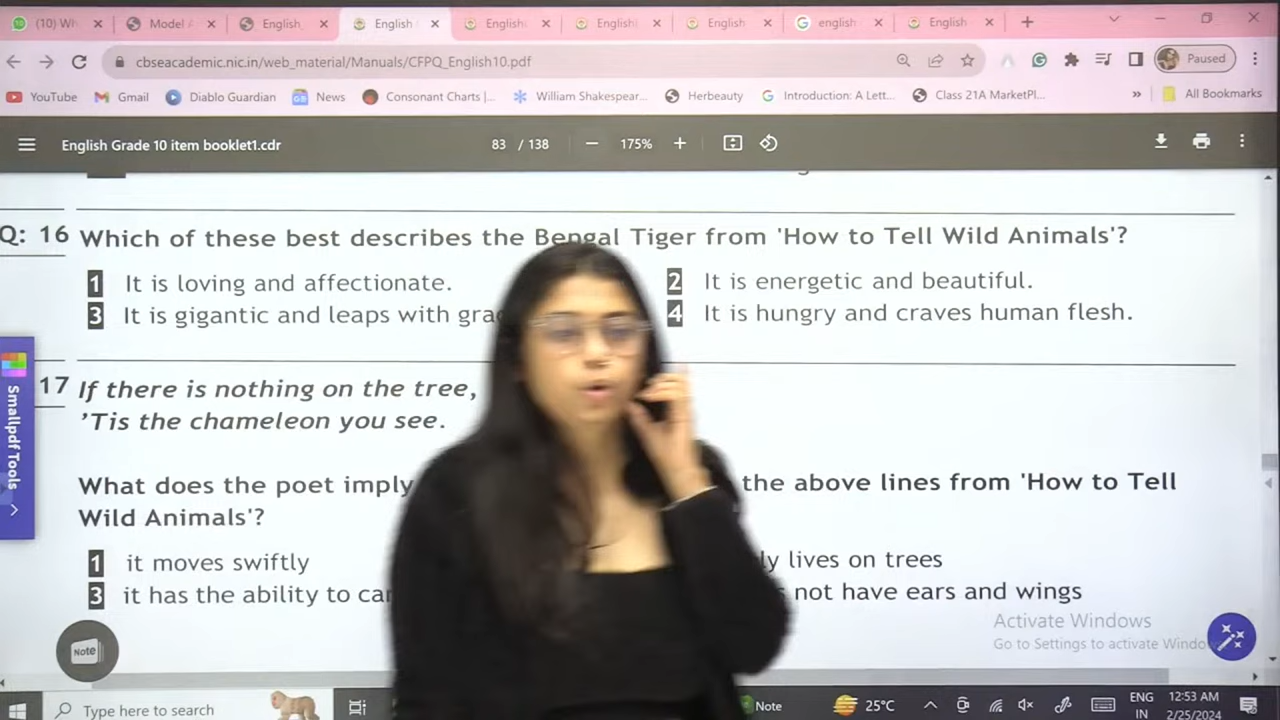 (10) Wh
Model
English
English
English
English
English
english
English
cbseacademic.nic.in/web_material/Manuals/CFPQ_English10.pdf
Paused
YouTube
Gmail
Diablo Guardian
News
Consonant Charts |...
William Shakespear...
Herbeauty
Introduction: A Lett...
Class 21A MarketPl...
»
All Bookmarks
English Grade 10 item booklet1.cdr
83 / 138
175%
Q: 16 Which of these best describes the Bengal Tiger from 'How to Tell Wild Animals'?
1 It is loving and affectionate.
2 It is energetic and beautiful.
3 It is gigantic and leaps with grac
4 It is hungry and craves human flesh.
17 If there is nothing on the tree,
’Tis the chameleon you see.
What does the poet imply the above lines from 'How to Tell
Wild Animals'?
1 it moves swiftly
ly lives on trees
3 it has the ability to
not have ears and wings
Smallpdf Tools
Note
Activate Windows
Go to Settings to activate Windo
Type here to search
Note
25°C
ENG
IN
12:53 AM
2/25/2024